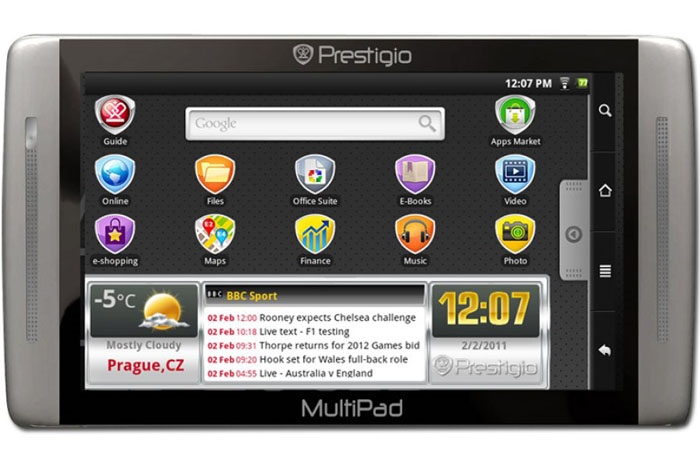 Prestigio
12:07 PM 77
Guide
Google
Apps Market
Online
Files
Office Suite
E-Books
Video
e-shopping
Maps
Finance
Music
Photo
-5°C
Mostly Cloudy
Prague,CZ
BBC BBC Sport
02 Feb 12:00 Rooney expects Chelsea challenge
02 Feb 10:18 Live text - F1 testing
02 Feb 09:31 Thorpe returns for 2012 Games bid
02 Feb 09:20 Hook set for Wales full-back role
02 Feb 04:55 Live - Australia v England
12:07
2/2/2011
Prestigio
MultiPad